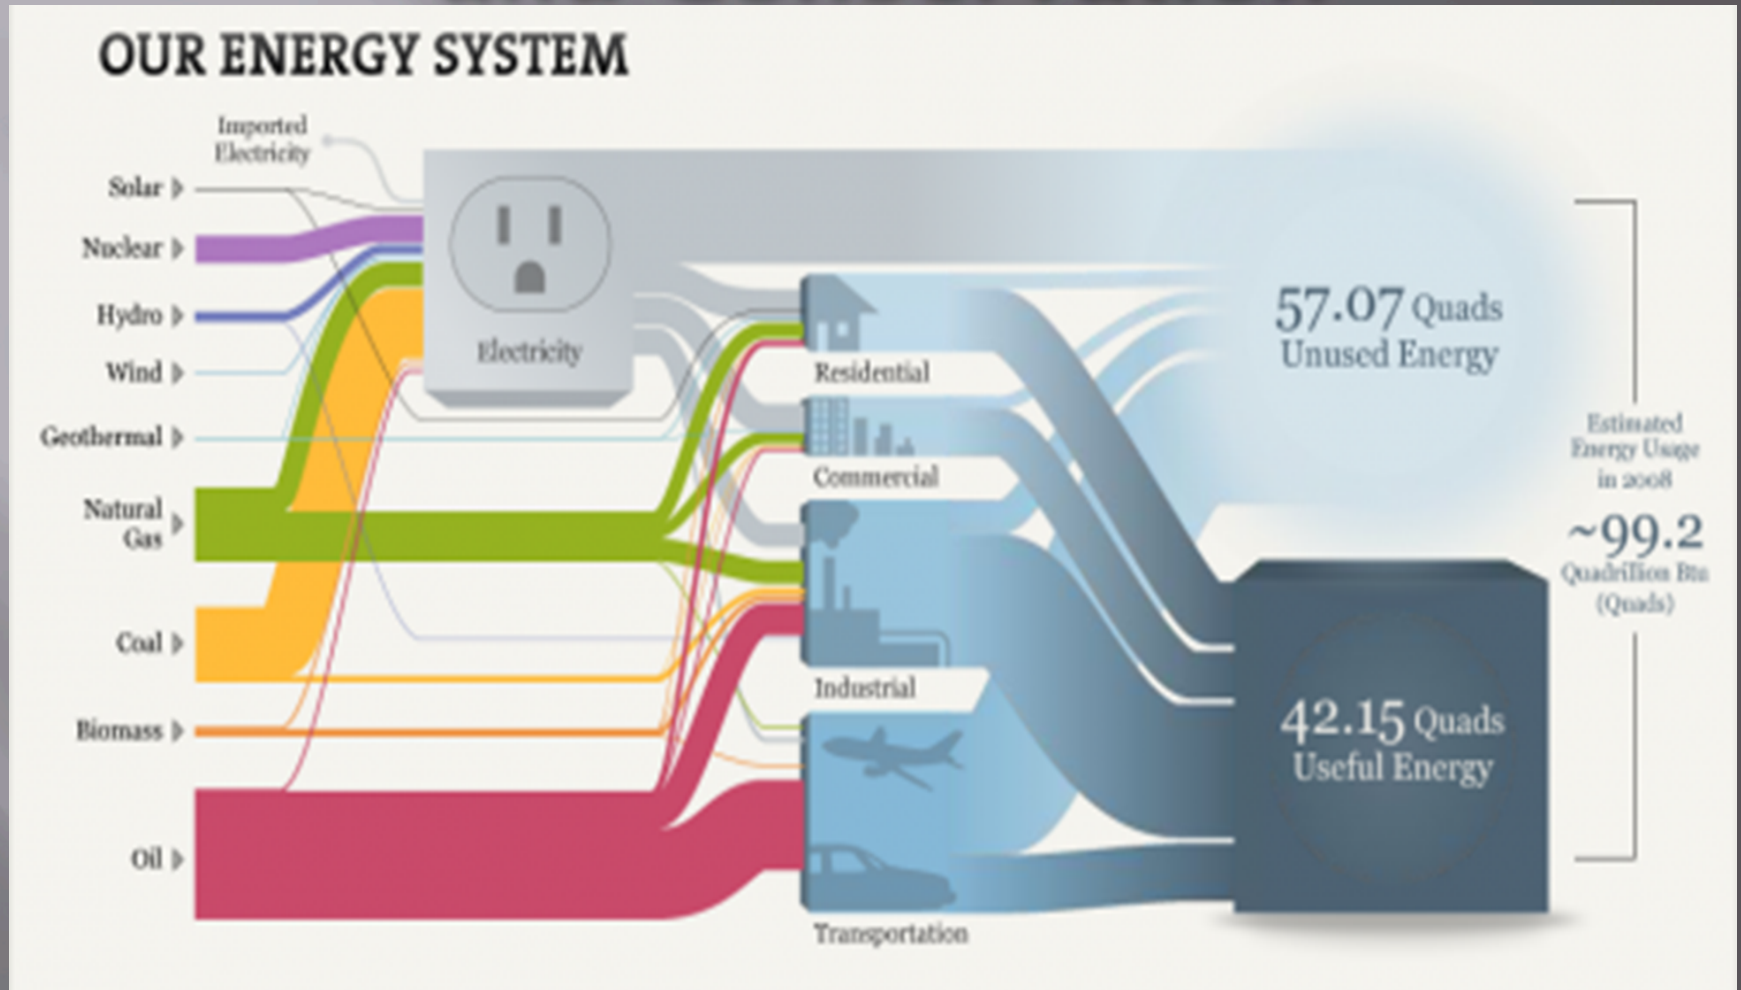 OUR ENERGY SYSTEM
Imported
Electricity
Solar
Nuclear
Hydro
Wind
Geothermal
Natural
Gas
Coal
Biomass
Oil
Electricity
Residential
Commercial
Industrial
Transportation
57.07 Quads
Unused Energy
42.15 Quads
Useful Energy
Estimated
Energy Usage
in 2008
~99.2
Quadrillion Btu
(Quads)